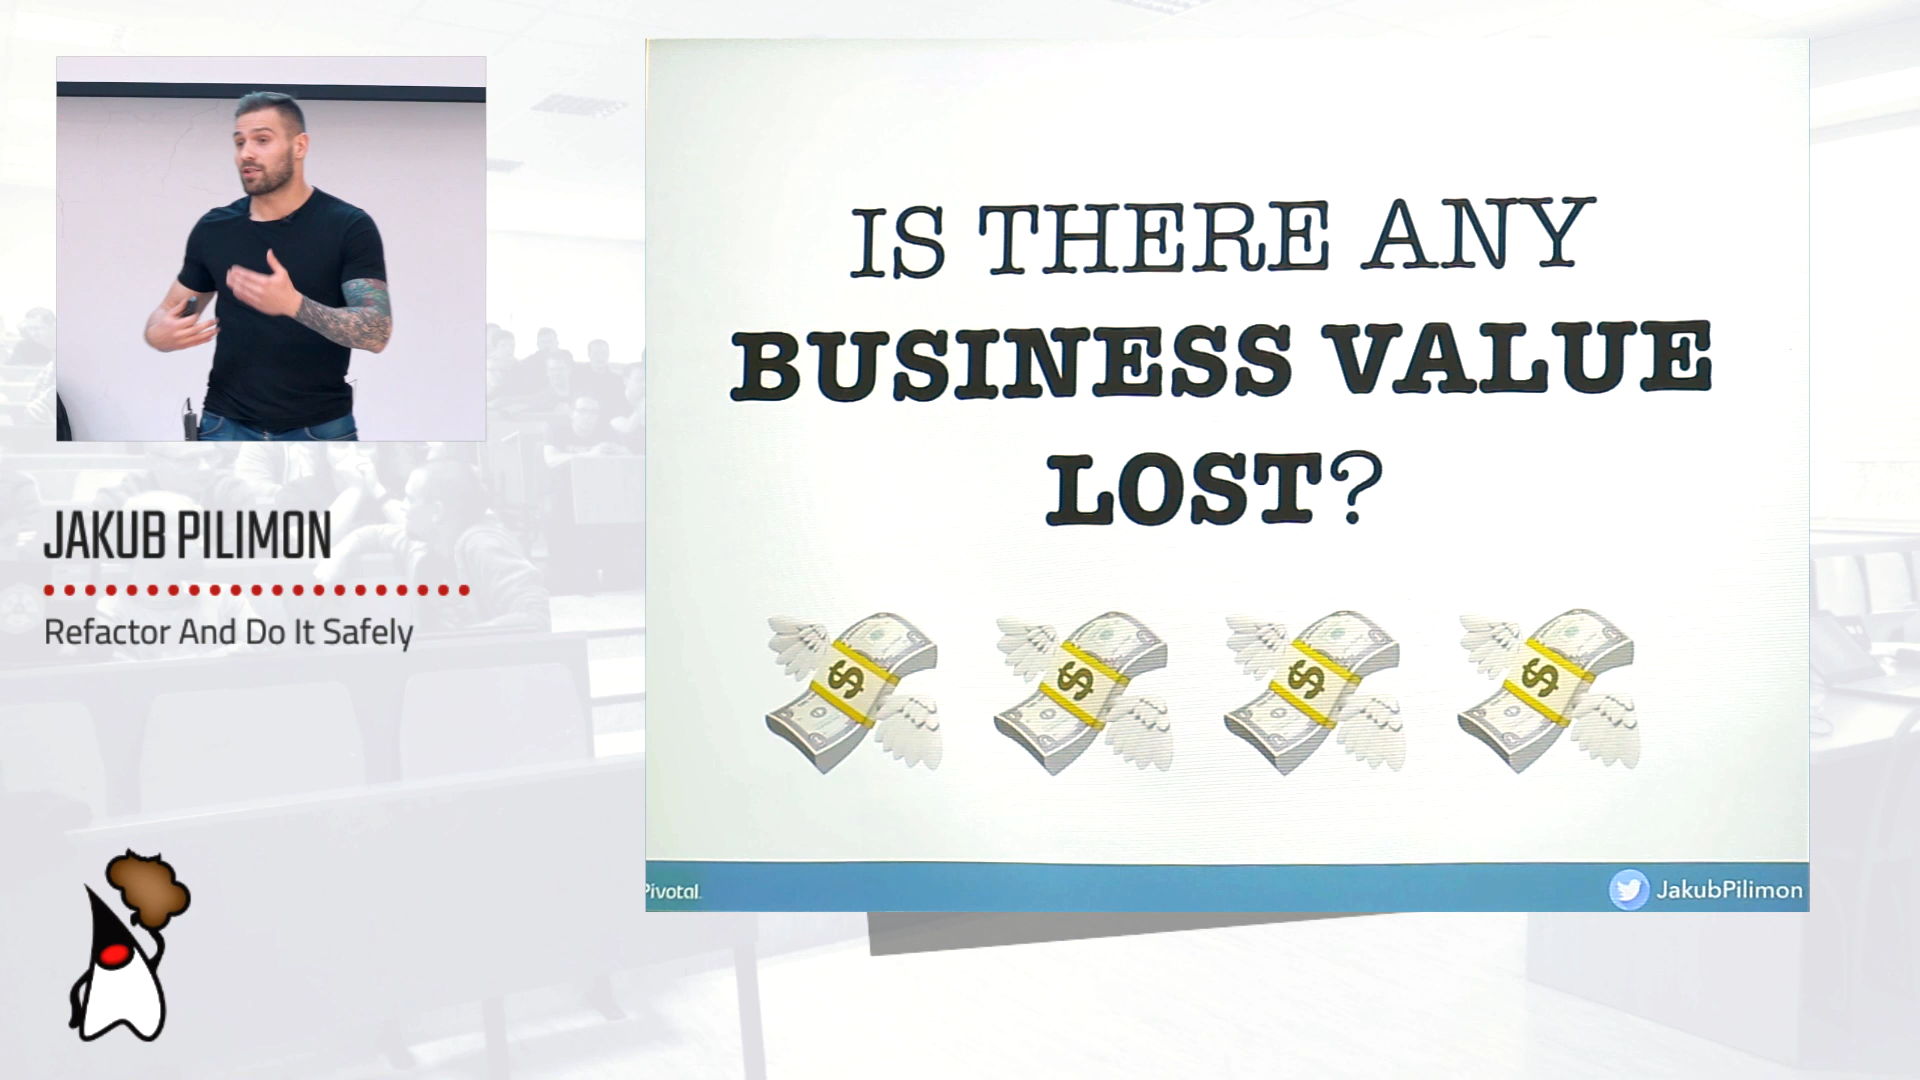 JAKUB PILIMON
Refactor And Do It Safely
IS THERE ANY
BUSINESS VALUE
LOST?
$ $ $ $
Pivotal.
JakubPilimon